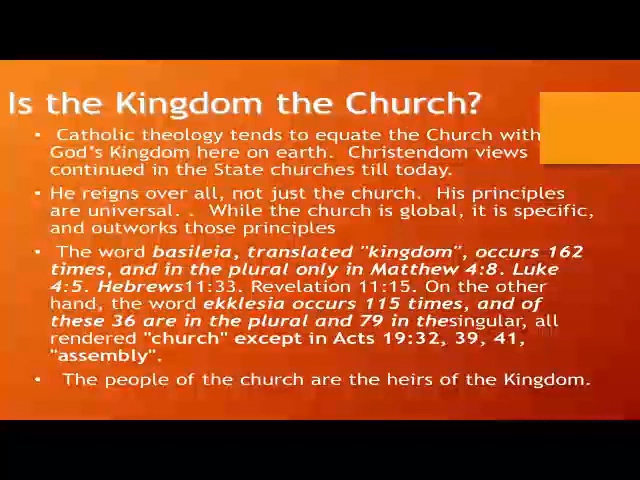 Is the Kingdom the Church?
• Catholic theology tends to equate the Church with
God's Kingdom here on earth. Christendom views
continued in the State churches till today.
• He reigns over all, not just the church. His principles
are universal. . While the church is global, it is specific,
and outworks those principles
• The word basileia, translated "kingdom", occurs 162
times, and in the plural only in Matthew 4:8. Luke
4:5. Hebrews11:33. Revelation 11:15. On the other
hand, the word ekklesia occurs 115 times, and of
these 36 are in the plural and 79 in thesingular, all
rendered "church" except in Acts 19:32, 39, 41,
"assembly".
• The people of the church are the heirs of the Kingdom.